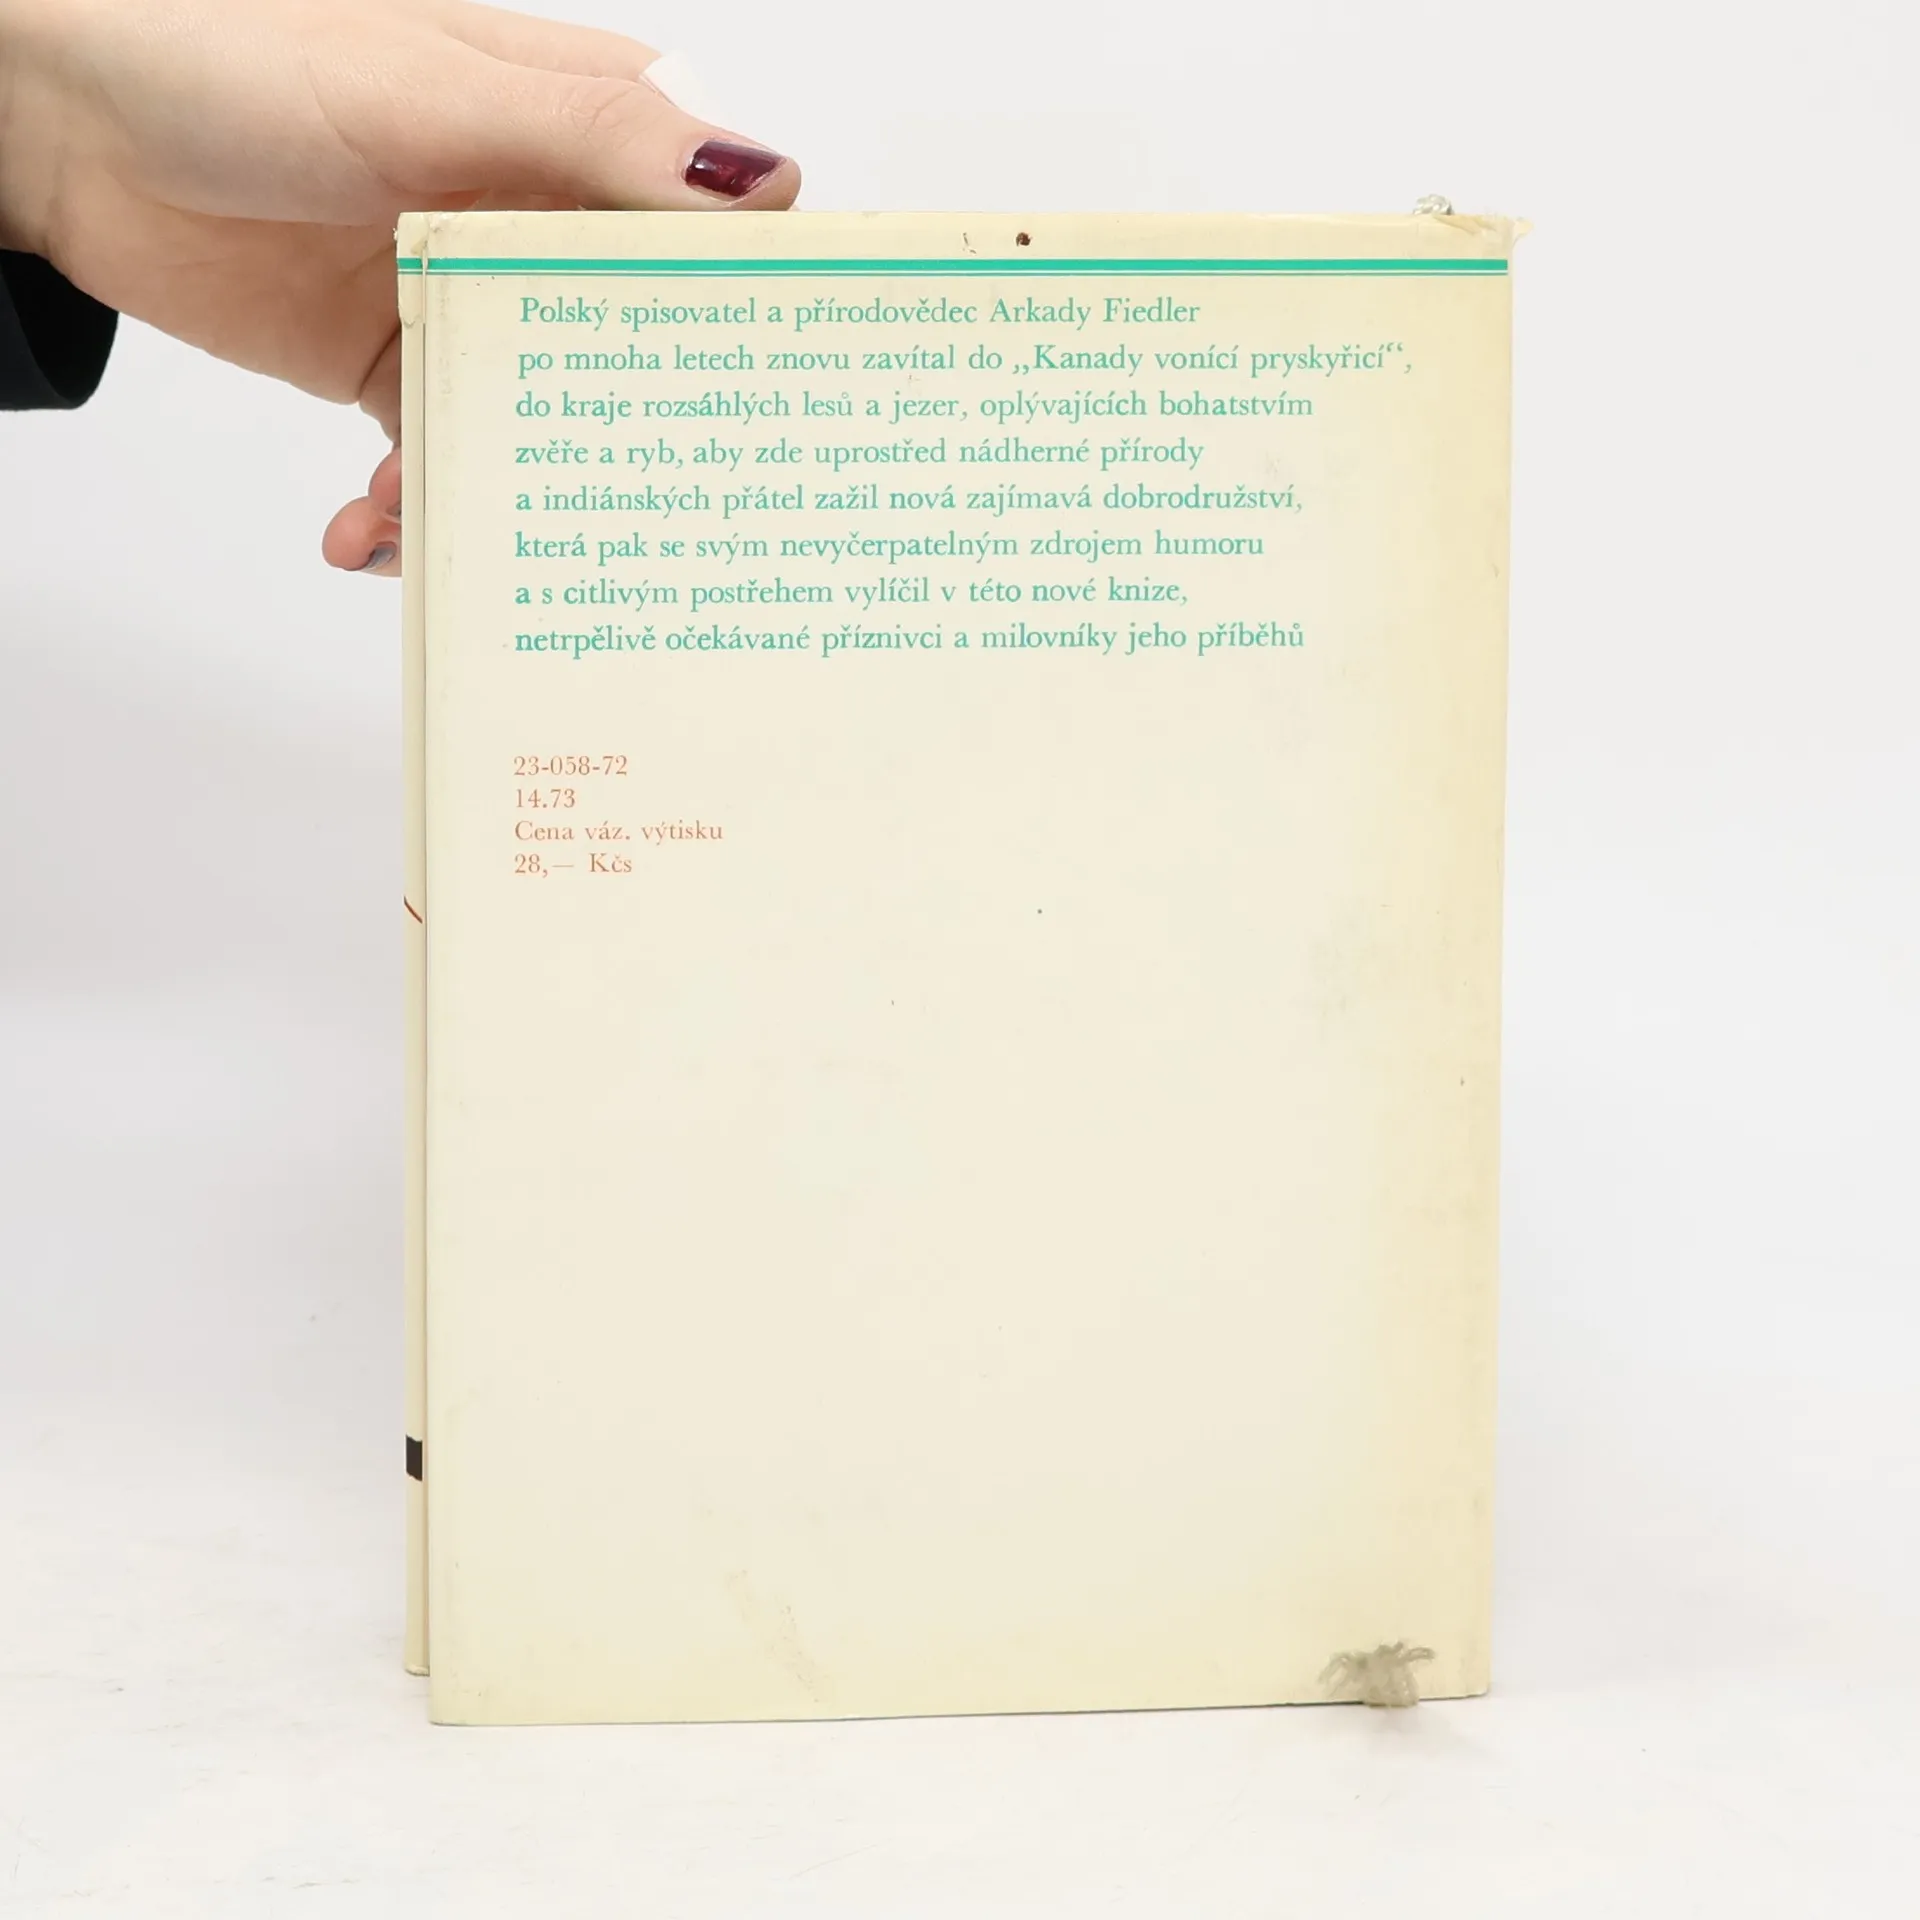 Polský spisovatel a přírodovědec Arkady Fiedler
po mnoha letech znovu zavítal do „Kanady vonící pryskyřicí“,
do kraje rozsáhlých lesů a jezer, oplývajících bohatstvím
zvěře a ryb, aby zde uprostřed nádherné přírody
a indiánských přátel zažil nová zajímavá dobrodružství,
která pak se svým nevyčerpatelným zdrojem humoru
a s citlivým postřehem vylíčil v této nové knize,
netrpělivě očekávané příznivci a milovníky jeho příběhů
23-058-72
14.73
Cena váz. výtisku
28,— Kčs